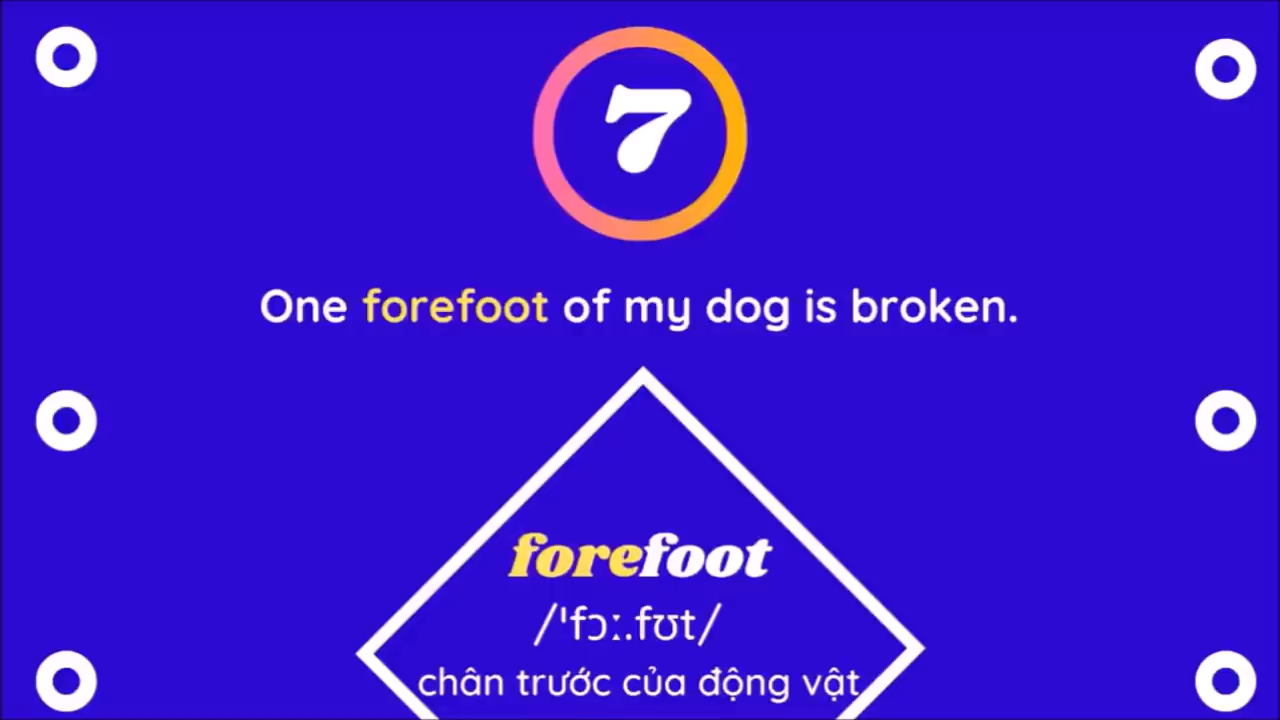 7
One forefoot of my dog is broken.
forefoot
/ˈfɔː.fʊt/
chân trước của động vật